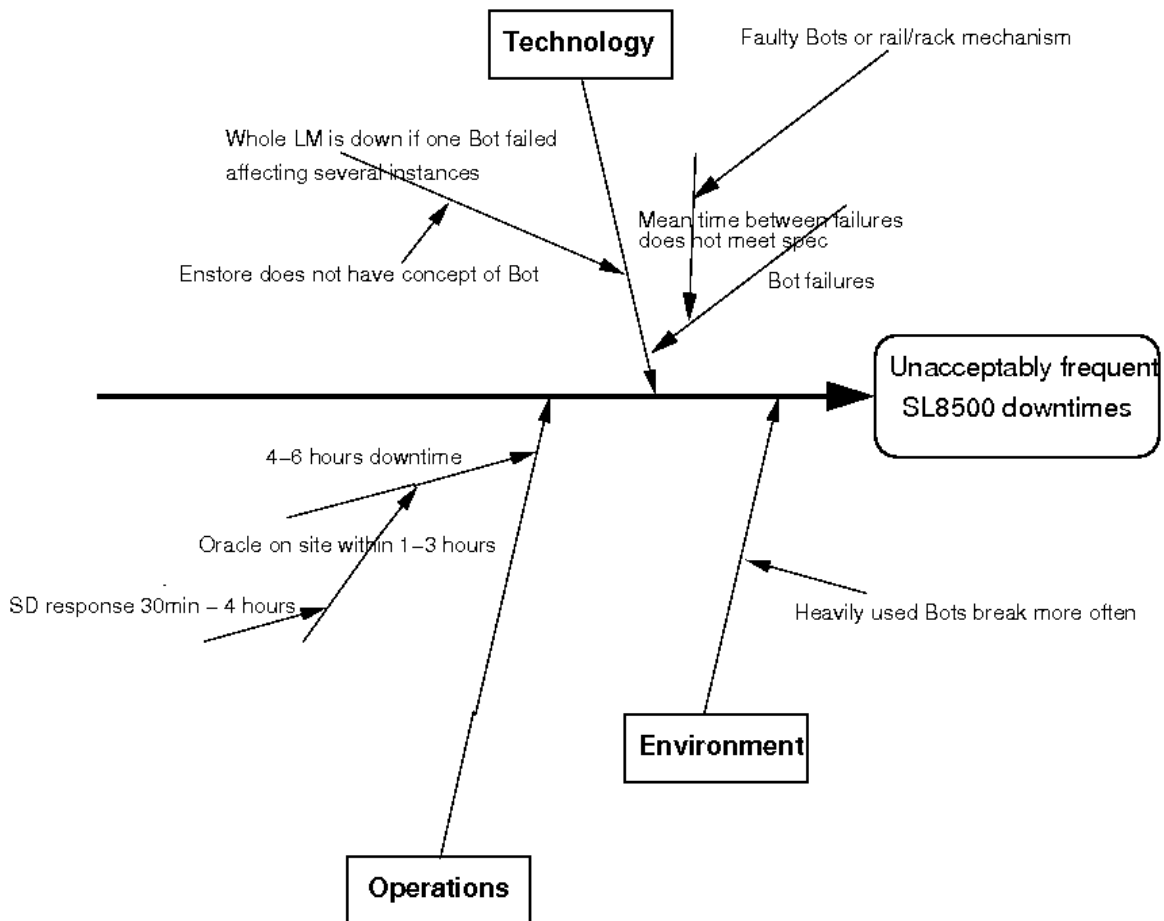 Technology
Faulty Bots or rail/rack mechanism
Whole LM is down if one Bot failed
affecting several instances
Mean time between failures
does not meet spec
Enstore does not have concept of Bot
Bot failures
Unacceptably frequent
SL8500 downtimes
4–6 hours downtime
Oracle on site within 1–3 hours
SD response 30min – 4 hours
Heavily used Bots break more often
Environment
Operations